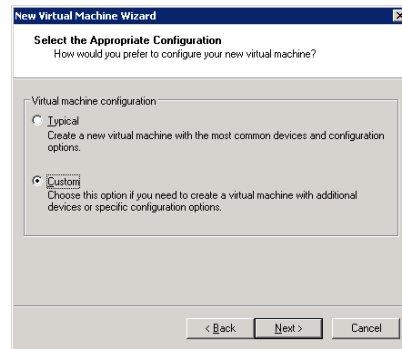 New Virtual Machine Wizard
Select the Appropriate Configuration
How would you prefer to configure your new virtual machine?
Virtual machine configuration
Typical
Create a new virtual machine with the most common devices and configuration
options.
Custom
Choose this option if you need to create a virtual machine with additional
devices or specific configuration options.
< Back Next > Cancel